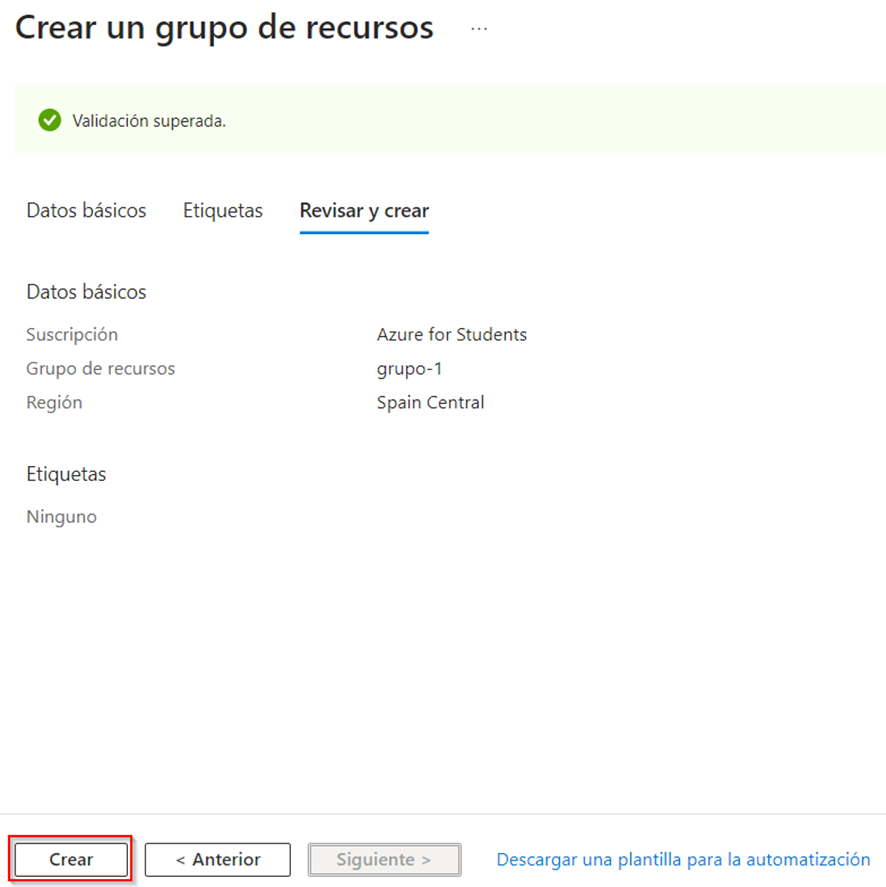 Crear un grupo de recursos ...
Validación superada.
Datos básicos Etiquetas Revisar y crear
Datos básicos
Suscripción Azure for Students
Grupo de recursos grupo-1
Región Spain Central
Etiquetas
Ninguno
Crear < Anterior Siguiente > Descargar una plantilla para la automatización